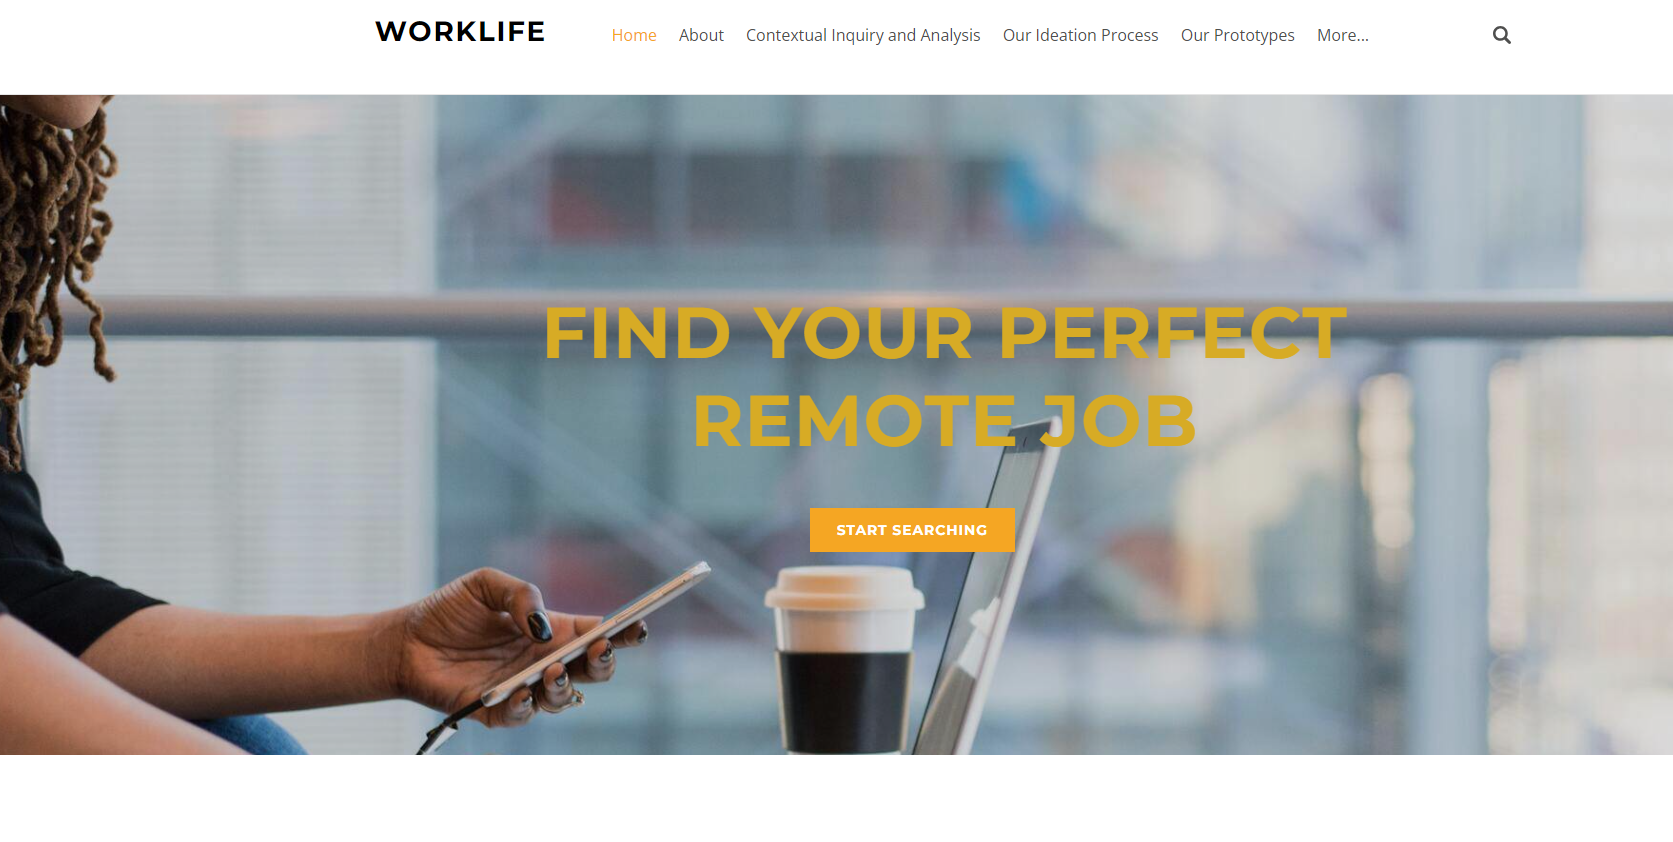 WORKLIFE
Home About Contextual Inquiry and Analysis Our Ideation Process Our Prototypes More...
FIND YOUR PERFECT
REMOTE JOB
START SEARCHING